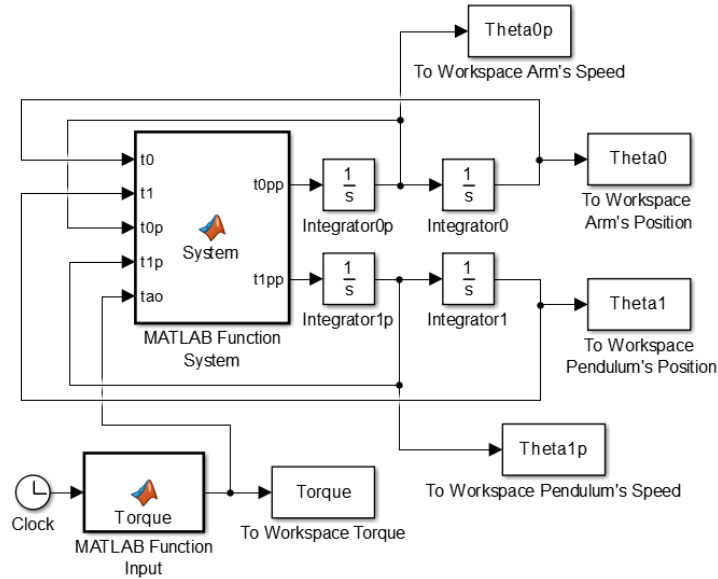 Theta0p
To Workspace Arm's Speed
t0
t1
t0p
t1p
tao
System
t0pp
t1pp
MATLAB Function
System
1
s
Integrator0p
1
s
Integrator0
Theta0
To Workspace
Arm's Position
1
s
Integrator1p
1
s
Integrator1
Theta1
To Workspace
Pendulum's Position
Theta1p
To Workspace Pendulum's Speed
Clock
Torque
MATLAB Function
Input
Torque
To Workspace Torque